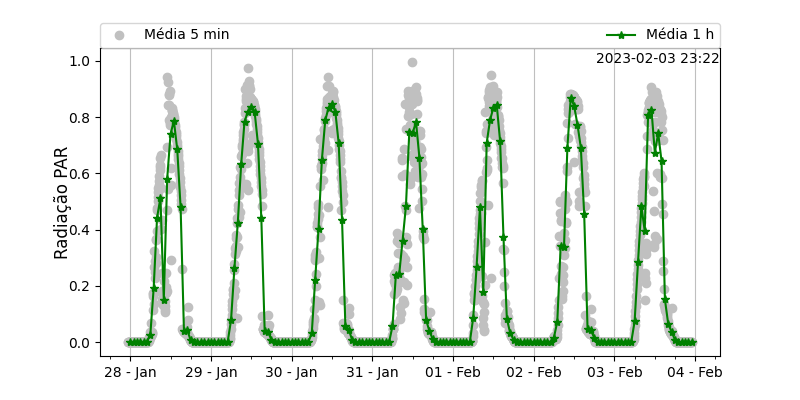 Média 5 min
Média 1 h
2023-02-03 23:22
Radiação PAR
1.0
0.8
0.6
0.4
0.2
0.0
28 - Jan
29 - Jan
30 - Jan
31 - Jan
01 - Feb
02 - Feb
03 - Feb
04 - Feb